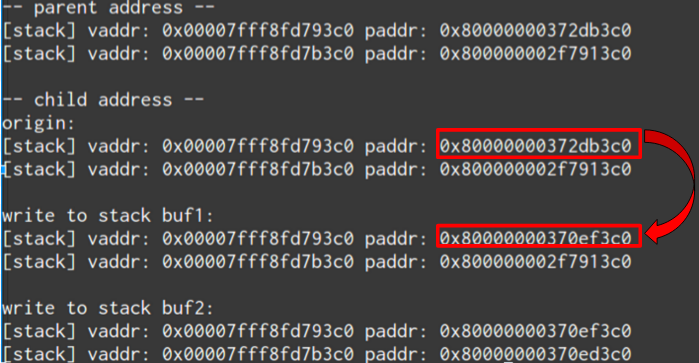 -- parent address --
[stack] vaddr: 0x00007fff8fd793c0 paddr: 0x80000000372db3c0
[stack] vaddr: 0x00007fff8fd7b3c0 paddr: 0x800000002f7913c0
-- child address --
origin:
[stack] vaddr: 0x00007fff8fd793c0 paddr: 0x80000000372db3c0
[stack] vaddr: 0x00007fff8fd7b3c0 paddr: 0x800000002f7913c0
write to stack buf1:
[stack] vaddr: 0x00007fff8fd793c0 paddr: 0x80000000370ef3c0
[stack] vaddr: 0x00007fff8fd7b3c0 paddr: 0x800000002f7913c0
write to stack buf2:
[stack] vaddr: 0x00007fff8fd793c0 paddr: 0x80000000370ef3c0
[stack] vaddr: 0x00007fff8fd7b3c0 paddr: 0x80000000370ed3c0